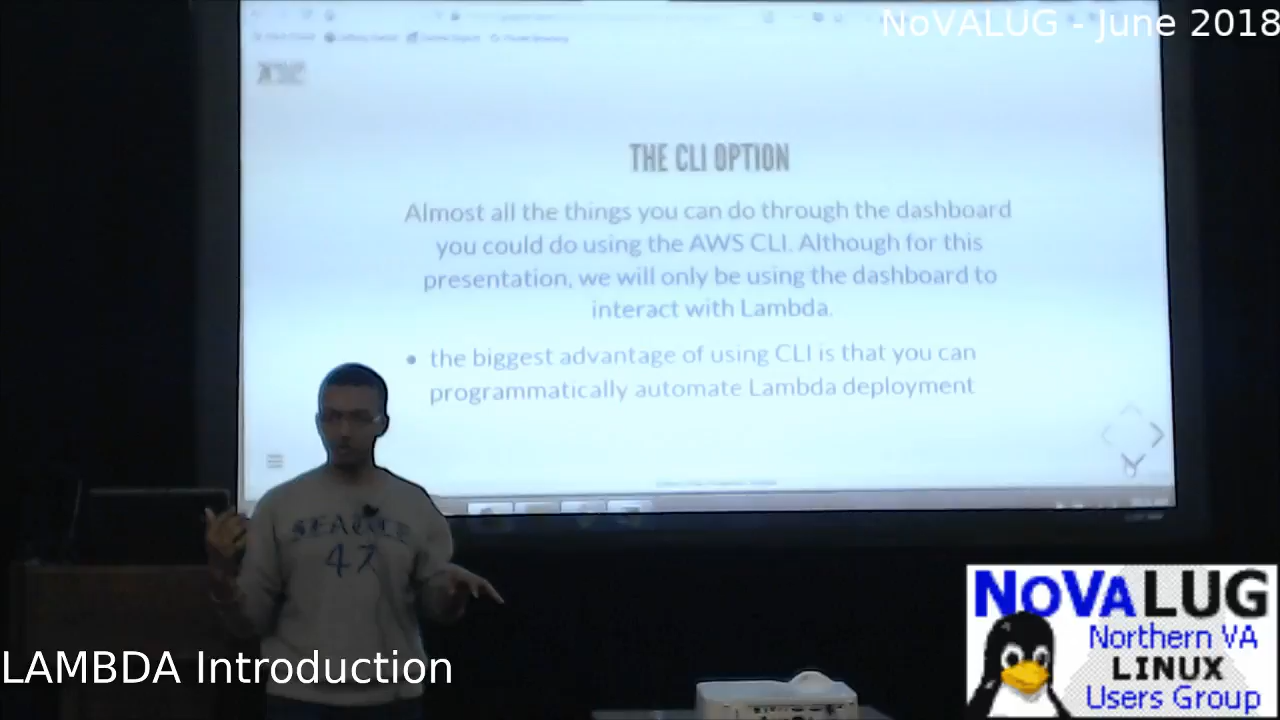 NoVALUG - June 2018
THE CLI OPTION
Almost all the things you can do through the dashboard
you could do using the AWS CLI. Although for this
presentation, we will only be using the dashboard to
interact with Lambda.
• the biggest advantage of using CLI is that you can
programmatically automate Lambda deployment
SEATTLE
47
LAMBDA Introduction
NOVALUG
Northern VA
LINUX
Users Group